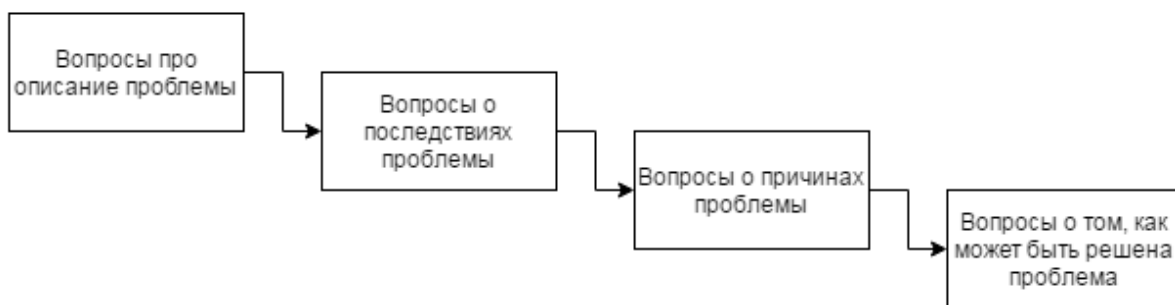 Вопросы про
описание проблемы
Вопросы о
последствиях
проблемы
Вопросы о причинах
проблемы
Вопросы о том, как
может быть решена
проблема